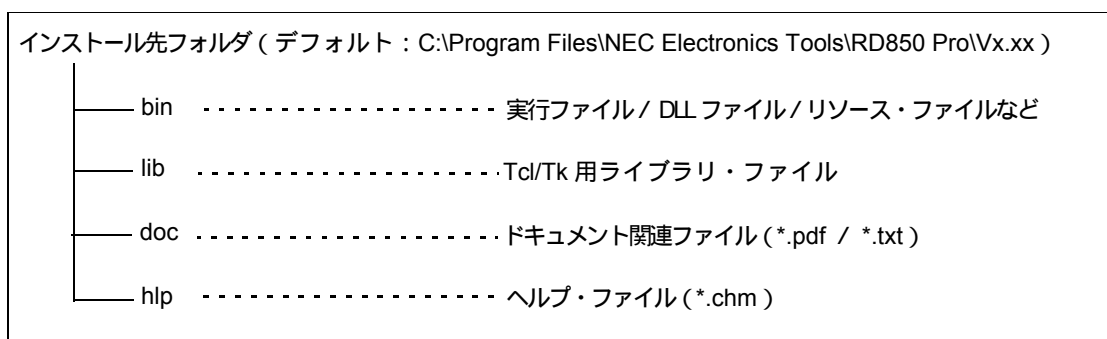 インストール先フォルダ ( デフォルト : C:\Program Files\NEC Electronics Tools\RD850 Pro\Vx.xx )
bin 実行ファイル / DLL ファイル / リソース・ファイルなど
lib Tcl/Tk 用ライブラリ・ファイル
doc ドキュメント関連ファイル ( *.pdf / *.txt )
hlp ヘルプ・ファイル ( *.chm )